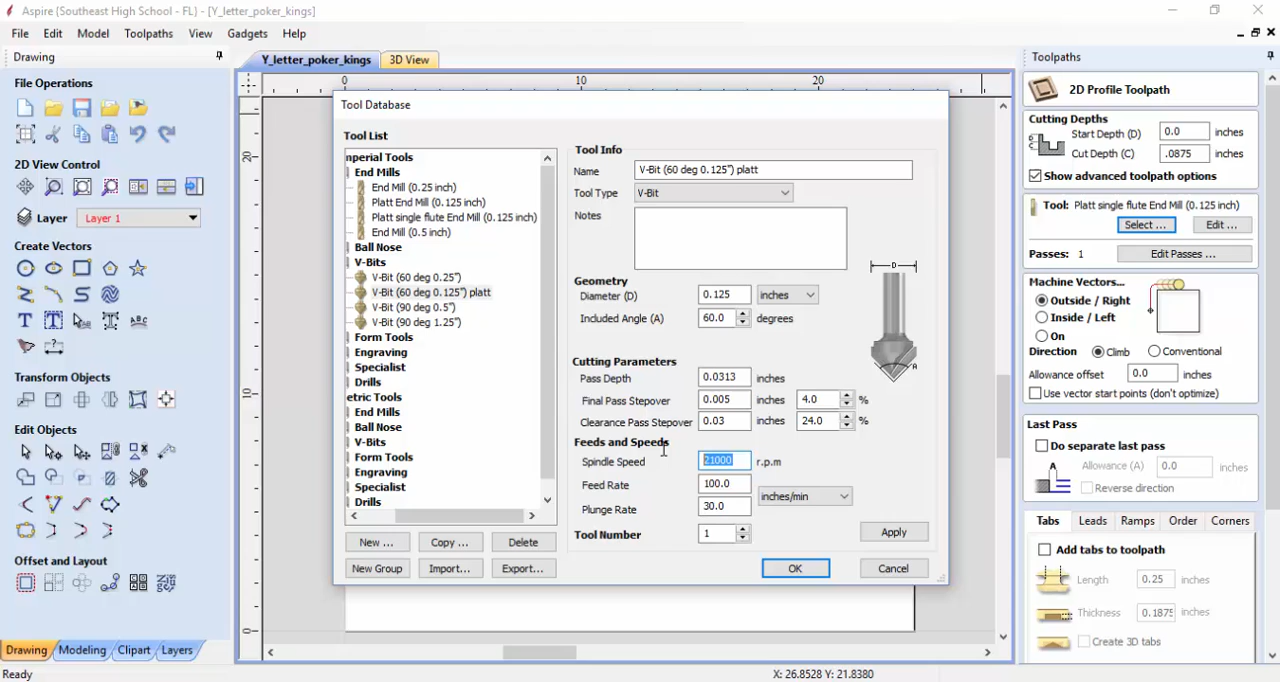 Aspire (Southeast High School - FL) - [Y_letter_poker_kings]
File Edit Model Toolpaths View Gadgets Help
Drawing
File Operations
2D View Control
Layer Layer 1
Create Vectors
Transform Objects
Edit Objects
Offset and Layout
Drawing Modeling Clipart Layers
Ready
Y_letter_poker_kings 3D View
0 10 20
20
10
0
Tool Database
Tool List
nperial Tools
End Mills
End Mill (0.25 inch)
Platt End Mill (0.125 inch)
Platt single flute End Mill (0.125 inch)
End Mill (0.5 inch)
Ball Nose
V-Bits
V-Bit (60 deg 0.25")
V-Bit (60 deg 0.125") platt
V-Bit (90 deg 0.5")
V-Bit (90 deg 1.25")
Form Tools
Engraving
Specialist
Drills
etric Tools
End Mills
Ball Nose
V-Bits
Form Tools
Engraving
Specialist
Drills
New ... Copy ... Delete
New Group Import... Export...
Tool Info
Name V-Bit (60 deg 0.125") platt
Tool Type V-Bit
Notes
Geometry
Diameter (D) 0.125 inches
Included Angle (A) 60.0 degrees
D
A
Cutting Parameters
Pass Depth 0.0313 inches
Final Pass Stepover 0.005 inches 4.0 %
Clearance Pass Stepover 0.03 inches 24.0 %
Feeds and Speeds
Spindle Speed 21000 r.p.m
Feed Rate 100.0 inches/min
Plunge Rate 30.0
Tool Number 1 Apply
OK Cancel
X: 26.8528 Y: 21.8380
Toolpaths
2D Profile Toolpath
Cutting Depths
Start Depth (D) 0.0 inches
Cut Depth (C) .0875 inches
Show advanced toolpath options
Tool: Platt single flute End Mill (0.125 inch)
Select ... Edit ...
Passes: 1 Edit Passes ...
Machine Vectors...
Outside / Right
Inside / Left
On
Direction Climb Conventional
Allowance offset 0.0 inches
Use vector start points (don't optimize)
Last Pass
Do separate last pass
A
Allowance (A) 0.0 inches
Reverse direction
Tabs Leads Ramps Order Corners
Add tabs to toolpath
Length 0.25 inches
Thickness 0.1875 inches
Create 3D tabs